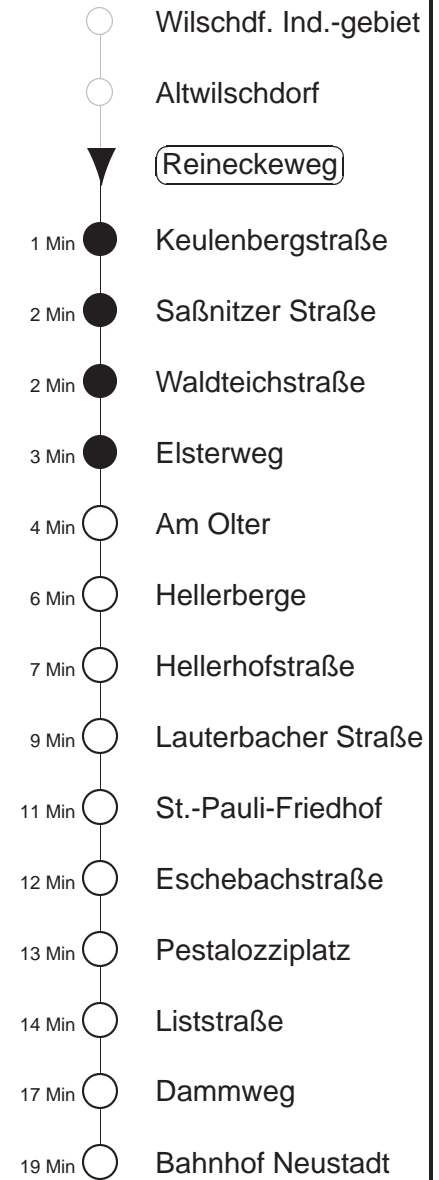 Wilschdf. Ind.-gebiet
Altwilschdorf
Reineckeweg
1 Min Keulenbergstraße
2 Min Saßnitzer Straße
2 Min Waldteichstraße
3 Min Elsterweg
4 Min Am Olter
6 Min Hellerberge
7 Min Hellerhofstraße
9 Min Lauterbacher Straße
11 Min St.-Pauli-Friedhof
12 Min Eschebachstraße
13 Min Pestalozziplatz
14 Min Liststraße
17 Min Dammweg
19 Min Bahnhof Neustadt